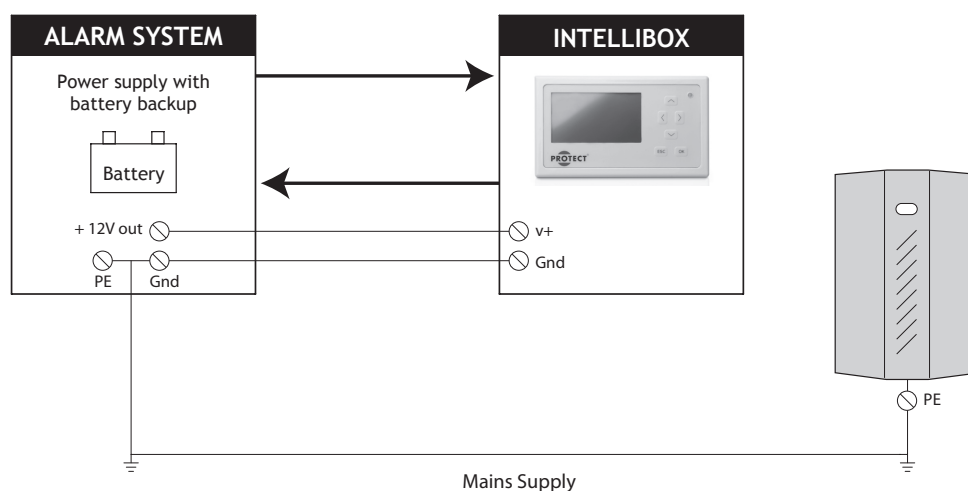 ALARM SYSTEM
Power supply with
battery backup
Battery
+ 12V out
PE
Gnd
INTELLIBOX
PROTECT
ESC
OK
v+
Gnd
PE
Mains Supply